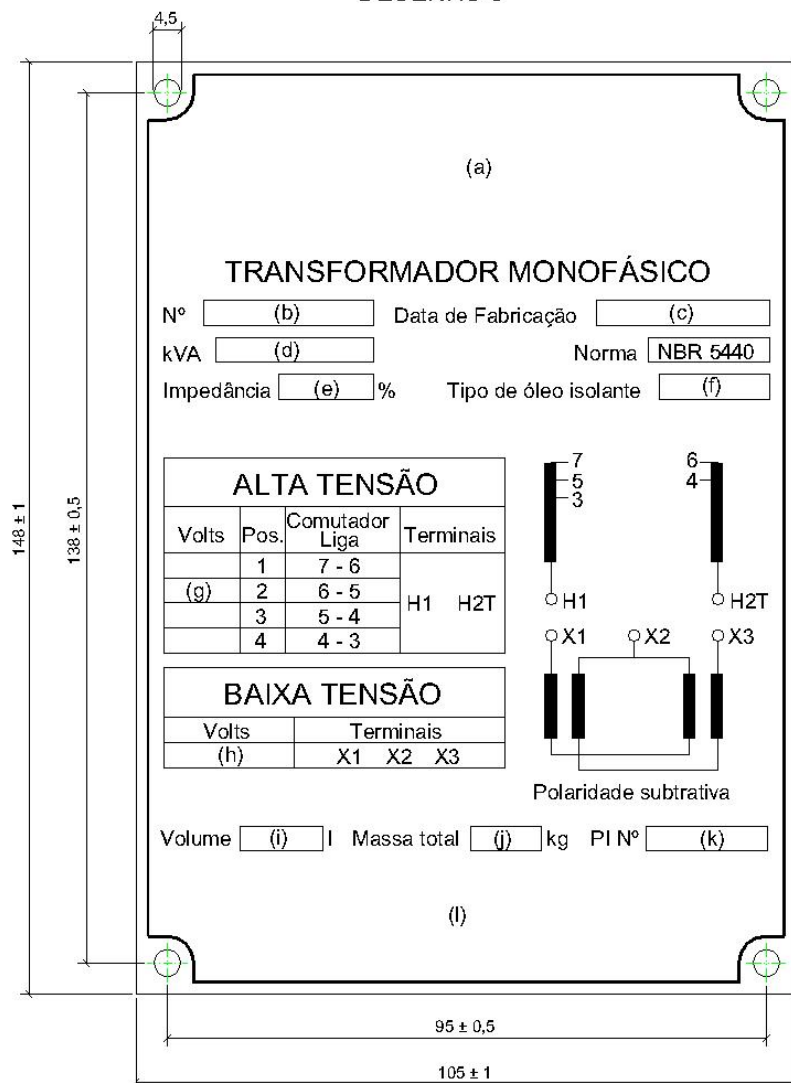 4,5
(a)
TRANSFORMADOR MONOFÁSICO
Nº (b) Data de Fabricação (c)
kVA (d) Norma NBR 5440
Impedância (e) % Tipo de óleo isolante (f)
ALTA TENSÃO
Volts Pos. Comutador Liga Terminais
1 7 - 6
(g) 2 6 - 5
3 5 - 4
4 4 - 3
H1 H2T
7 6
5 4
3
H1 H2T
X1 X2 X3
BAIXA TENSÃO
Volts Terminais
(h) X1 X2 X3
Polaridade subtrativa
Volume (i) l Massa total (j) kg PI Nº (k)
(l)
148 ± 1
138 ± 0,5
95 ± 0,5
105 ± 1